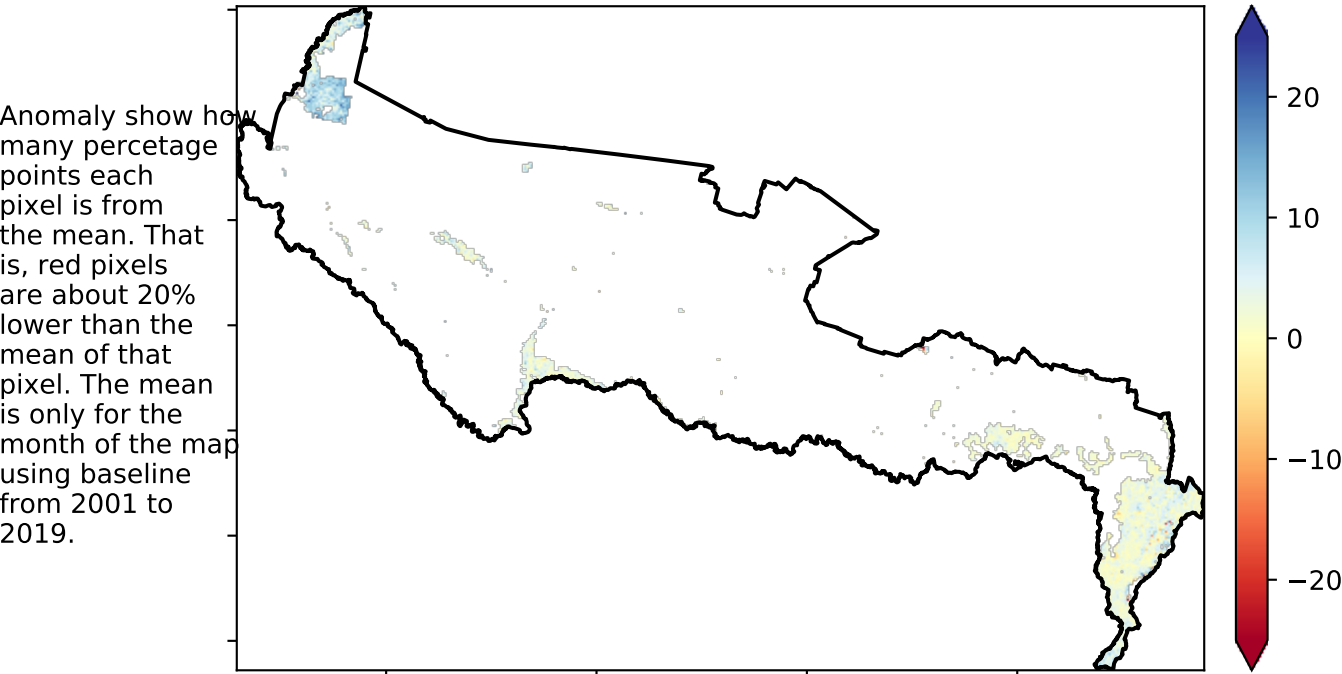 Anomaly show how
many percetage
points each
pixel is from
the mean. That
is, red pixels
are about 20%
lower than the
mean of that
pixel. The mean
is only for the
month of the map
using baseline
from 2001 to
2019.
20
10
0
−10
−20